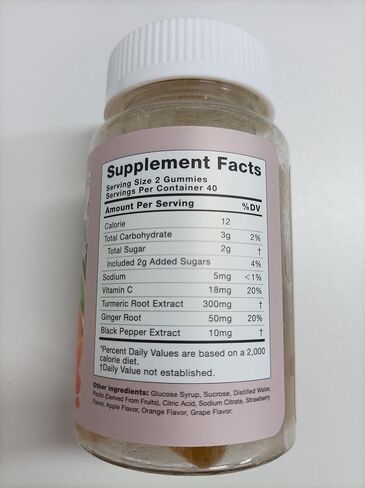 Supplement Facts
Serving Size 2 Gummies
Servings Per Container 40
Amount Per Serving %DV
Calorie 12
Total Carbohydrate 3g 2%
Total Sugar 2g †
Included 2g Added Sugars 4%
Sodium 5mg <1%
Vitamin C 18mg 20%
Turmeric Root Extract 300mg †
Ginger Root 50mg 20%
Black Pepper Extract 10mg †
*Percent Daily Values are based on a 2,000
calorie diet.
†Daily Value not established.
Other Ingredients: Glucose Syrup, Sucrose, Distilled Water,
Pectin (Derived From Fruits), Citric Acid, Sodium Citrate, Strawberry
Flavor, Apple Flavor, Orange Flavor, Grape Flavor.